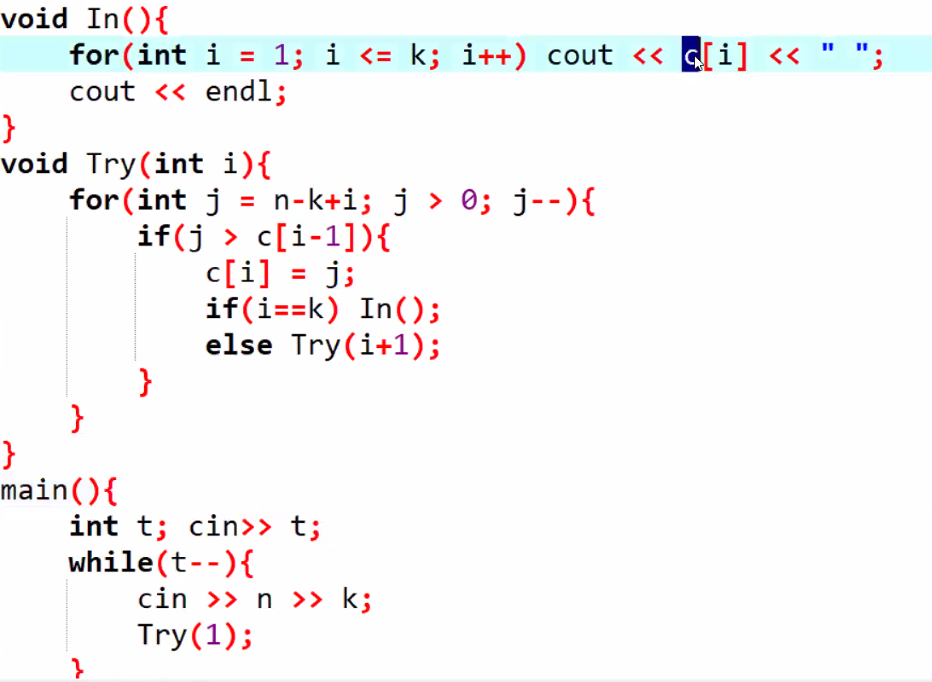 void In(){
    for(int i = 1; i <= k; i++) cout << c[i] << " ";
    cout << endl;
}
void Try(int i){
    for(int j = n-k+i; j > 0; j--){
        if(j > c[i-1]){
            c[i] = j;
            if(i==k) In();
            else Try(i+1);
        }
    }
}
main(){
    int t; cin>> t;
    while(t--){
        cin >> n >> k;
        Try(1);
    }